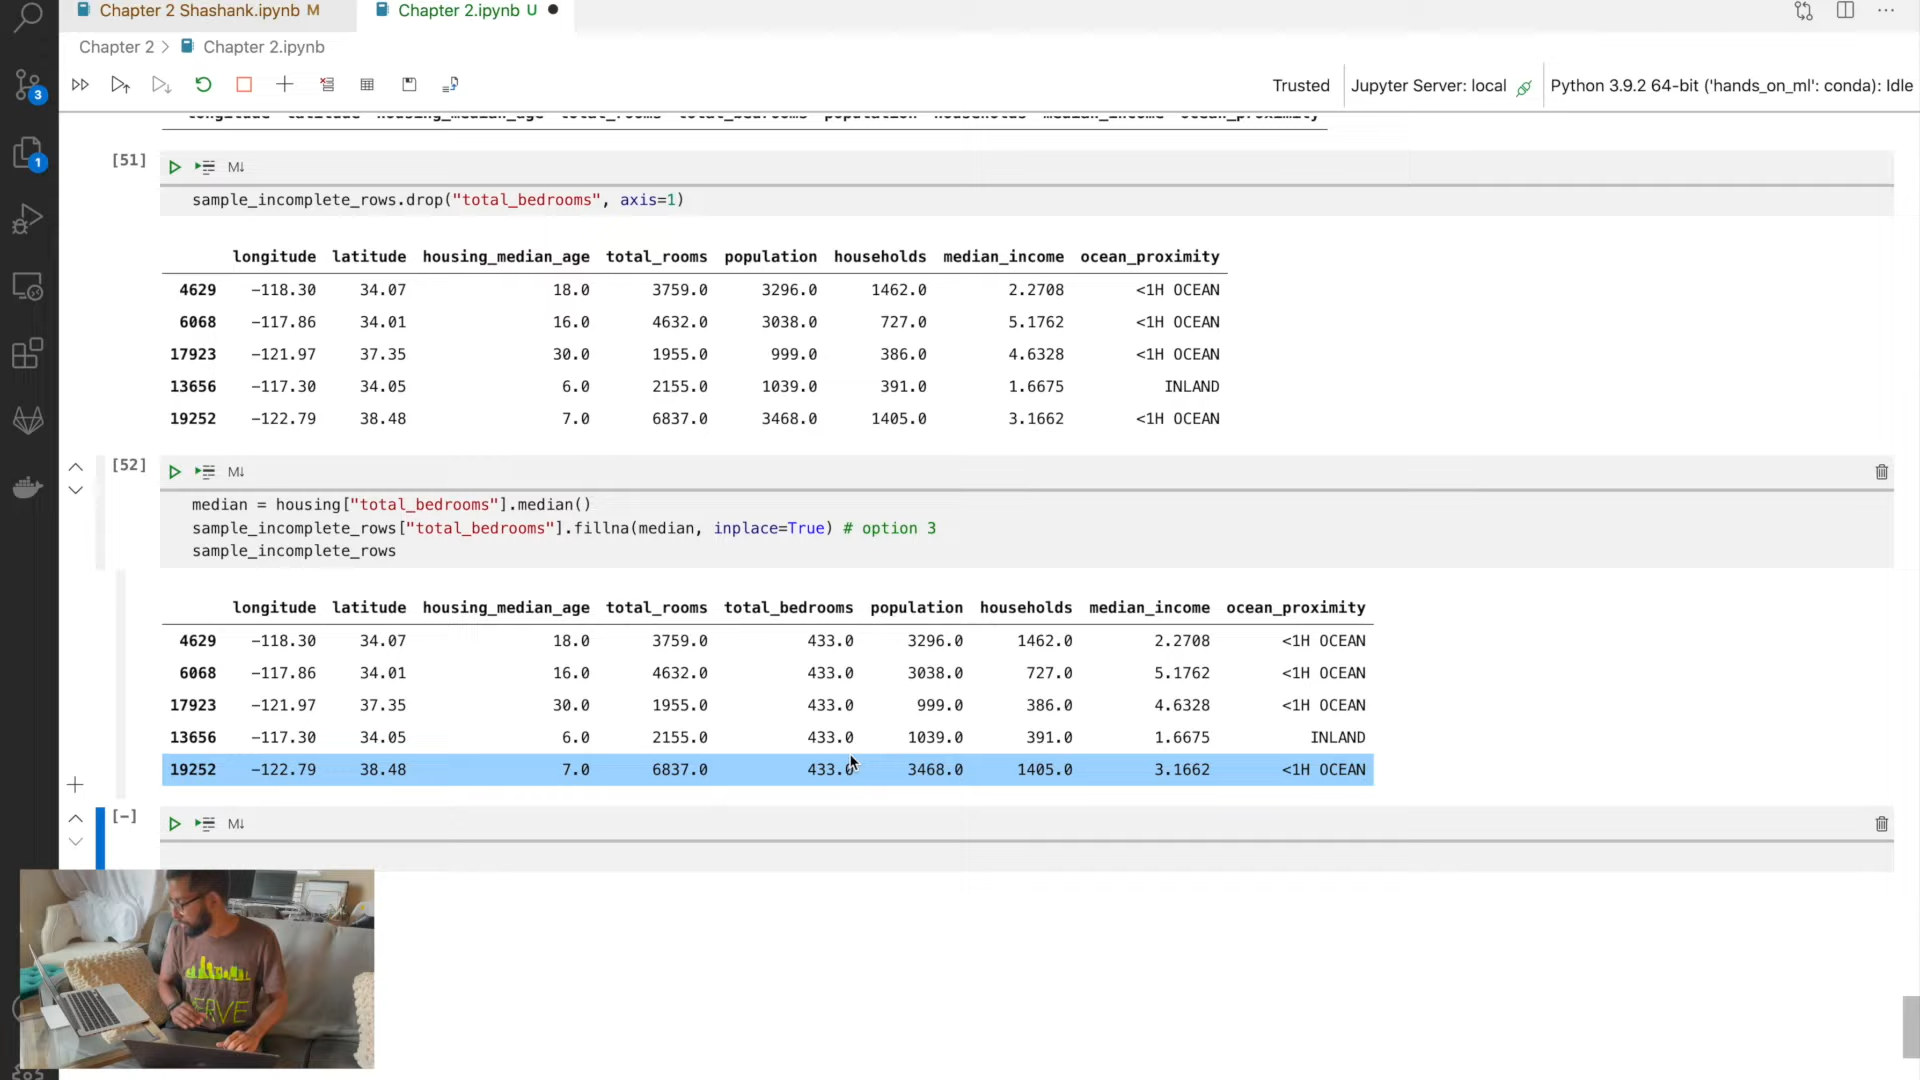 Chapter 2 Shashank.ipynb M
Chapter 2.ipynb U
Chapter 2 > Chapter 2.ipynb
3
1
Trusted
Jupyter Server: local
Python 3.9.2 64-bit ('hands_on_ml': conda): Idle
longitude latitude housing_median_age total_rooms total_bedrooms population households median_income ocean_proximity
[51]
M↓
sample_incomplete_rows.drop("total_bedrooms", axis=1)
longitude latitude housing_median_age total_rooms population households median_income ocean_proximity
4629 -118.30 34.07 18.0 3759.0 3296.0 1462.0 2.2708 <1H OCEAN
6068 -117.86 34.01 16.0 4632.0 3038.0 727.0 5.1762 <1H OCEAN
17923 -121.97 37.35 30.0 1955.0 999.0 386.0 4.6328 <1H OCEAN
13656 -117.30 34.05 6.0 2155.0 1039.0 391.0 1.6675 INLAND
19252 -122.79 38.48 7.0 6837.0 3468.0 1405.0 3.1662 <1H OCEAN
[52]
M↓
median = housing["total_bedrooms"].median()
sample_incomplete_rows["total_bedrooms"].fillna(median, inplace=True) # option 3
sample_incomplete_rows
longitude latitude housing_median_age total_rooms total_bedrooms population households median_income ocean_proximity
4629 -118.30 34.07 18.0 3759.0 433.0 3296.0 1462.0 2.2708 <1H OCEAN
6068 -117.86 34.01 16.0 4632.0 433.0 3038.0 727.0 5.1762 <1H OCEAN
17923 -121.97 37.35 30.0 1955.0 433.0 999.0 386.0 4.6328 <1H OCEAN
13656 -117.30 34.05 6.0 2155.0 433.0 1039.0 391.0 1.6675 INLAND
19252 -122.79 38.48 7.0 6837.0 433.0 3468.0 1405.0 3.1662 <1H OCEAN
[-]
M↓